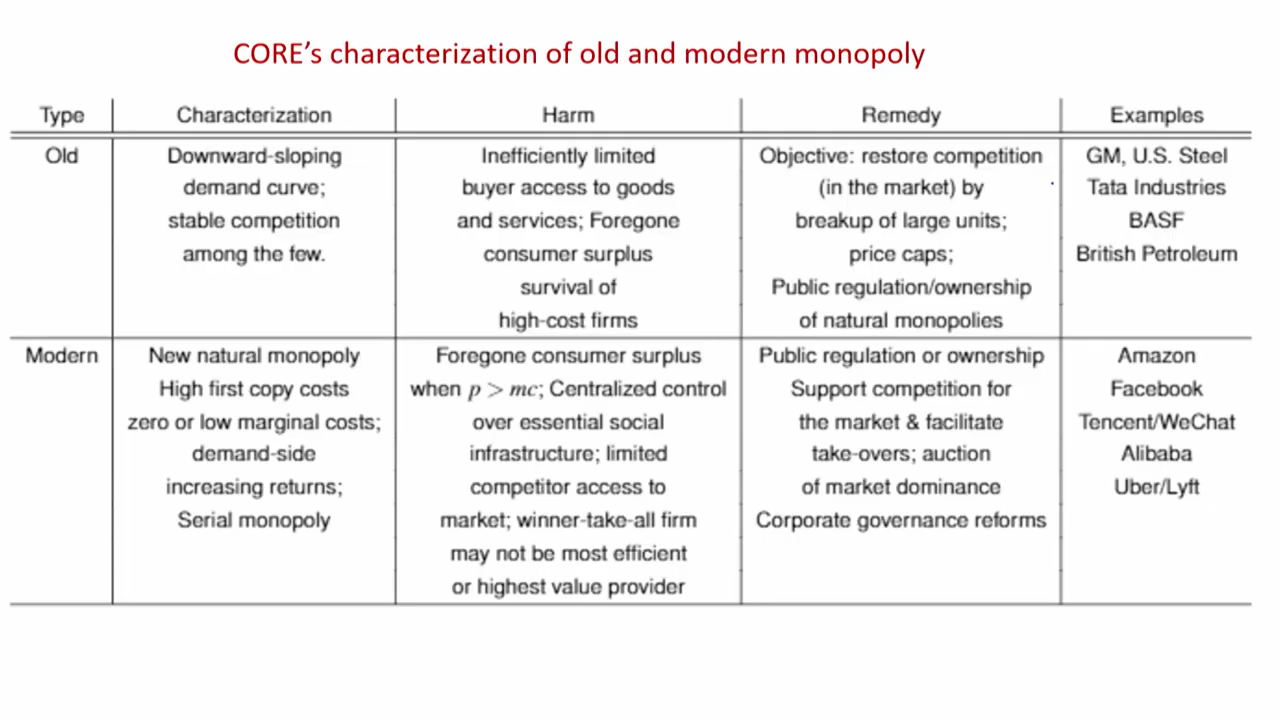 CORE's characterization of old and modern monopoly
Type Characterization Harm Remedy Examples
Old Downward-sloping Inefficiently limited Objective: restore competition GM, U.S. Steel
demand curve; buyer access to goods (in the market) by Tata Industries
stable competition and services; Foregone breakup of large units; BASF
among the few. consumer surplus price caps; British Petroleum
survival of Public regulation/ownership
high-cost firms of natural monopolies
Modern New natural monopoly Foregone consumer surplus Public regulation or ownership Amazon
High first copy costs when p > mc; Centralized control Support competition for Facebook
zero or low marginal costs; over essential social the market & facilitate Tencent/WeChat
demand-side infrastructure; limited take-overs; auction Alibaba
increasing returns; competitor access to of market dominance Uber/Lyft
Serial monopoly market; winner-take-all firm Corporate governance reforms
may not be most efficient
or highest value provider